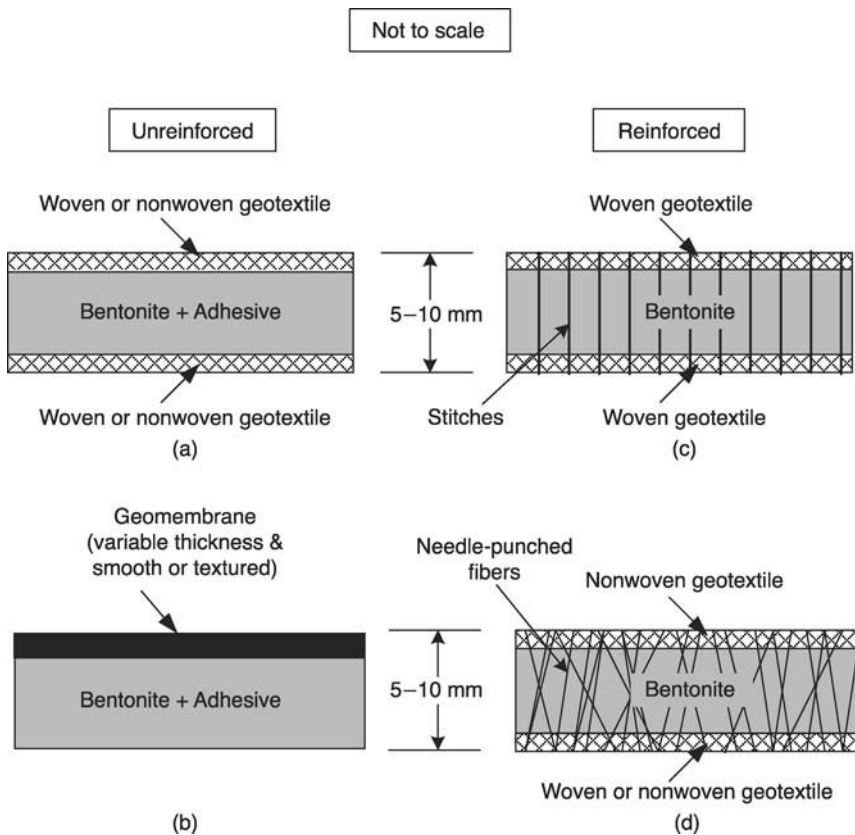 Not to scale
Unreinforced
Reinforced
Woven or nonwoven geotextile
Bentonite + Adhesive
Woven or nonwoven geotextile
(a)
5–10 mm
Woven geotextile
Bentonite
Stitches
Woven geotextile
(c)
Geomembrane
(variable thickness &
smooth or textured)
Bentonite + Adhesive
(b)
5–10 mm
Needle-punched
fibers
Nonwoven geotextile
Bentonite
Woven or nonwoven geotextile
(d)